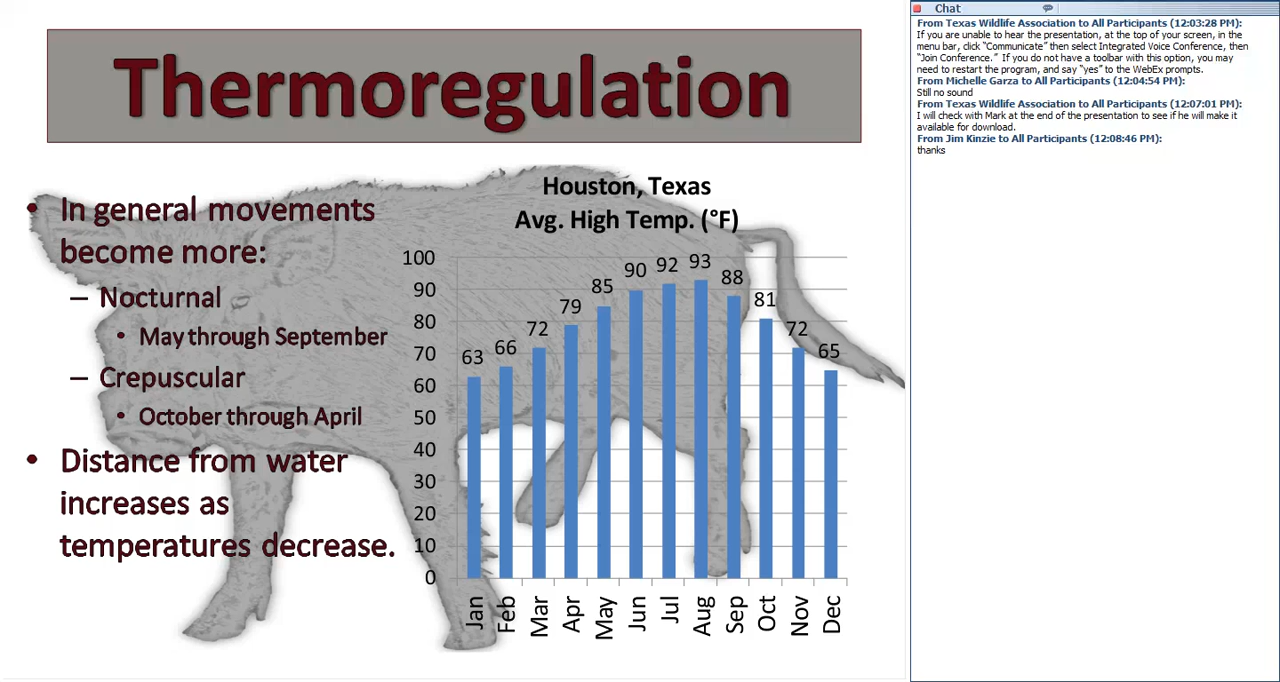 Thermoregulation
• In general movements
become more:
– Nocturnal
• May through September
– Crepuscular
• October through April
• Distance from water
increases as
temperatures decrease.
Houston, Texas
Avg. High Temp. (°F)
100
90
80
70
60
50
40
30
20
10
0
63
66
72
79
85
90
92
93
88
81
72
65
Jan
Feb
Mar
Apr
May
Jun
Jul
Aug
Sep
Oct
Nov
Dec
Chat
From Texas Wildlife Association to All Participants (12:03:28 PM):
If you are unable to hear the presentation, at the top of your screen, in the
menu bar, click "Communicate" then select Integrated Voice Conference, then
"Join Conference." If you do not have a toolbar with this option, you may
need to restart the program, and say "yes" to the WebEx prompts.
From Michelle Garza to All Participants (12:04:54 PM):
Still no sound
From Texas Wildlife Association to All Participants (12:07:01 PM):
I will check with Mark at the end of the presentation to see if he will make it
available for download.
From Jim Kinzie to All Participants (12:08:46 PM):
thanks